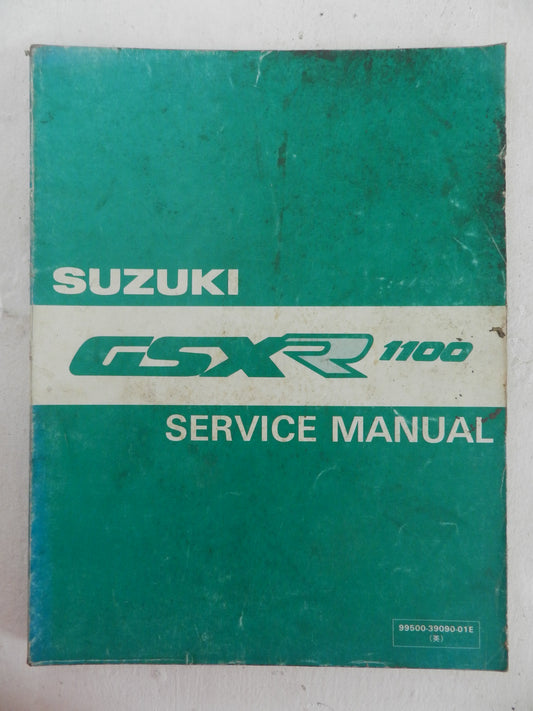 SUZUKI
GSXR 1100
SERVICE MANUAL
99500-39090-01E
(英)